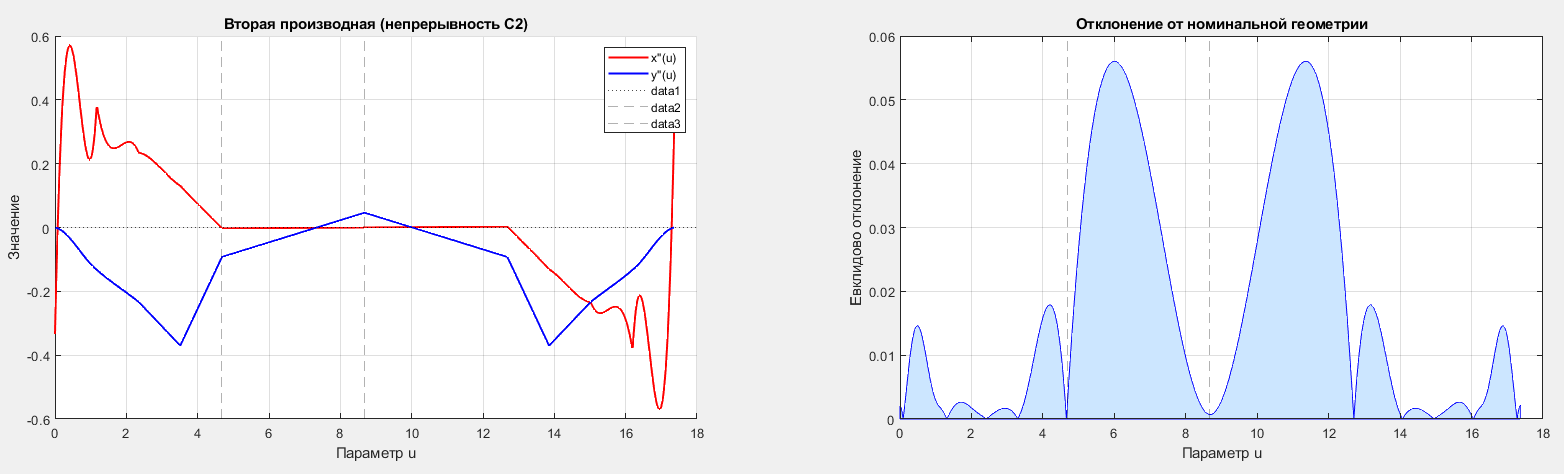 Вторая производная (непрерывность C2)
0.6
0.4
0.2
0
-0.2
-0.4
-0.6
Значение
0 2 4 6 8 10 12 14 16 18
Параметр u
x''(u)
y''(u)
data1
data2
data3
Отклонение от номинальной геометрии
0.06
0.05
0.04
0.03
0.02
0.01
0
Евклидово отклонение
0 2 4 6 8 10 12 14 16 18
Параметр u